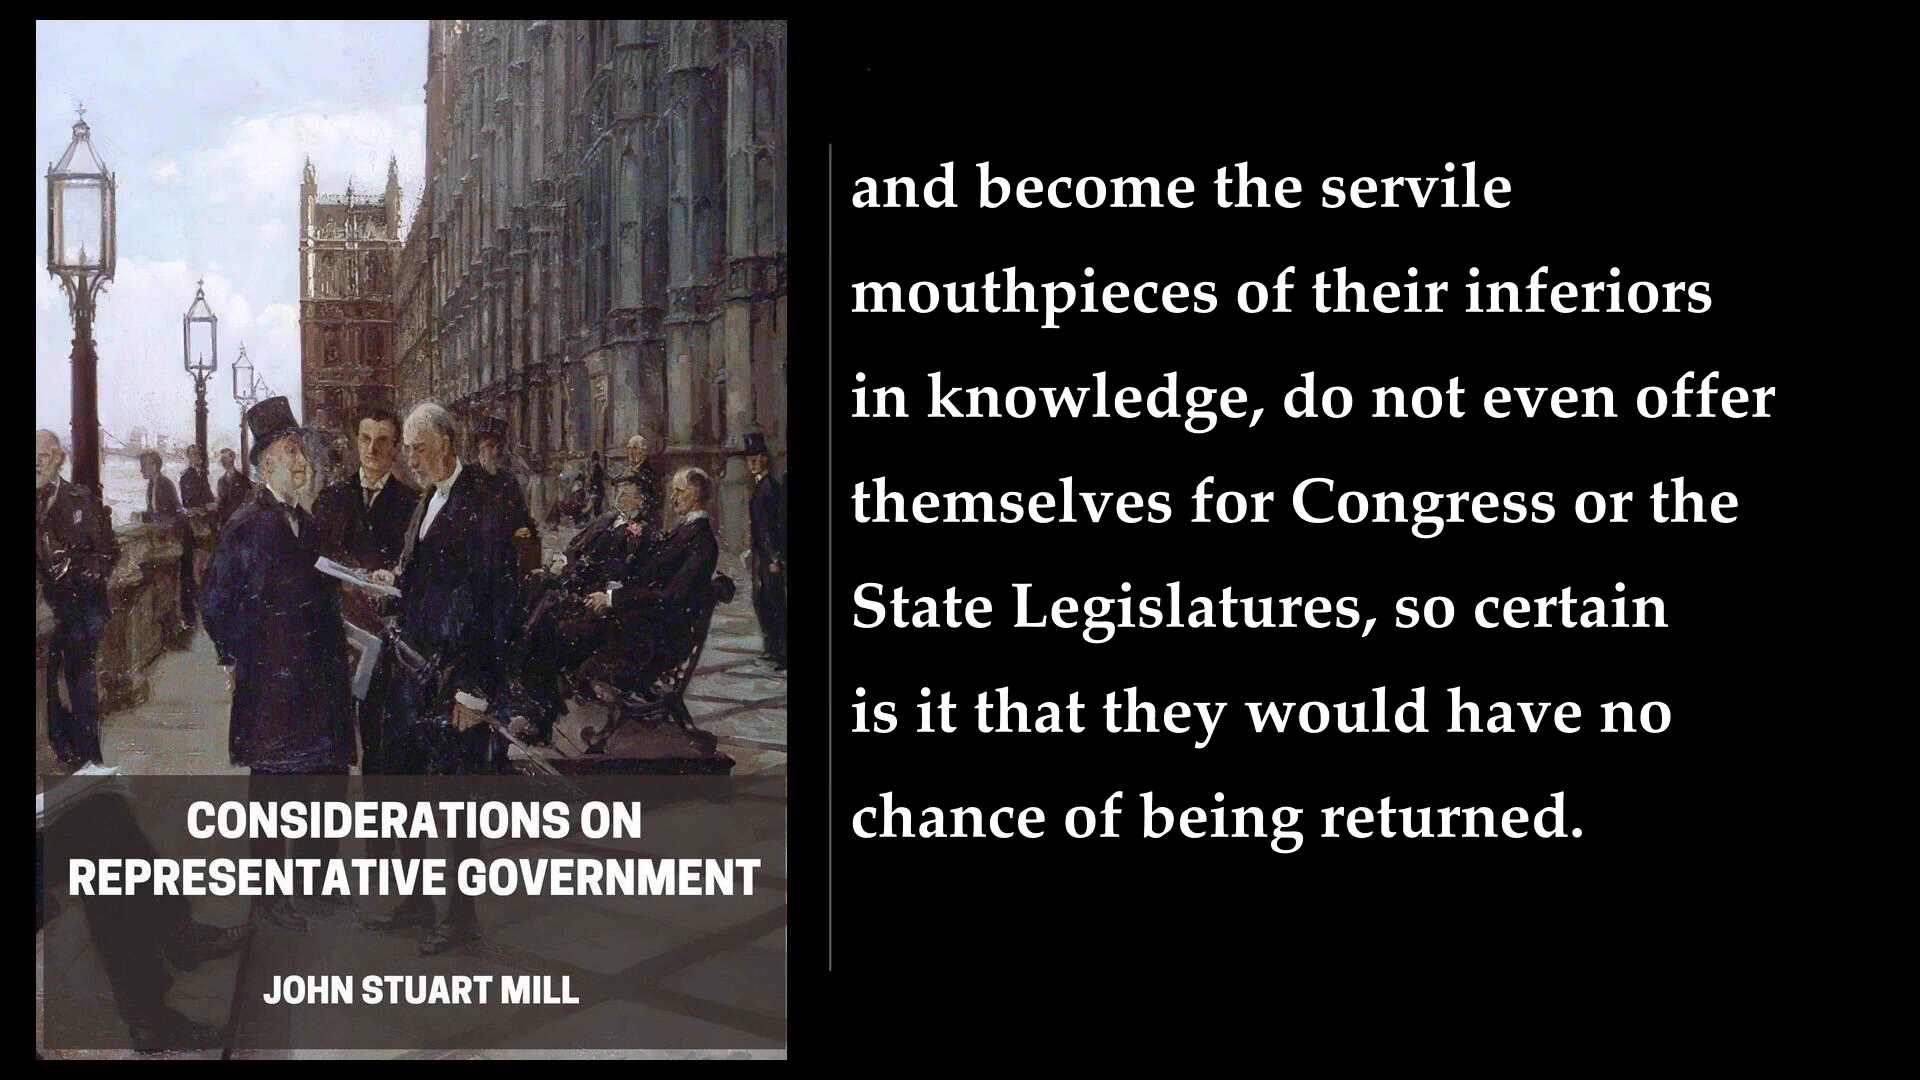 CONSIDERATIONS ON
REPRESENTATIVE GOVERNMENT
JOHN STUART MILL
and become the servile
mouthpieces of their inferiors
in knowledge, do not even offer
themselves for Congress or the
State Legislatures, so certain
is it that they would have no
chance of being returned.